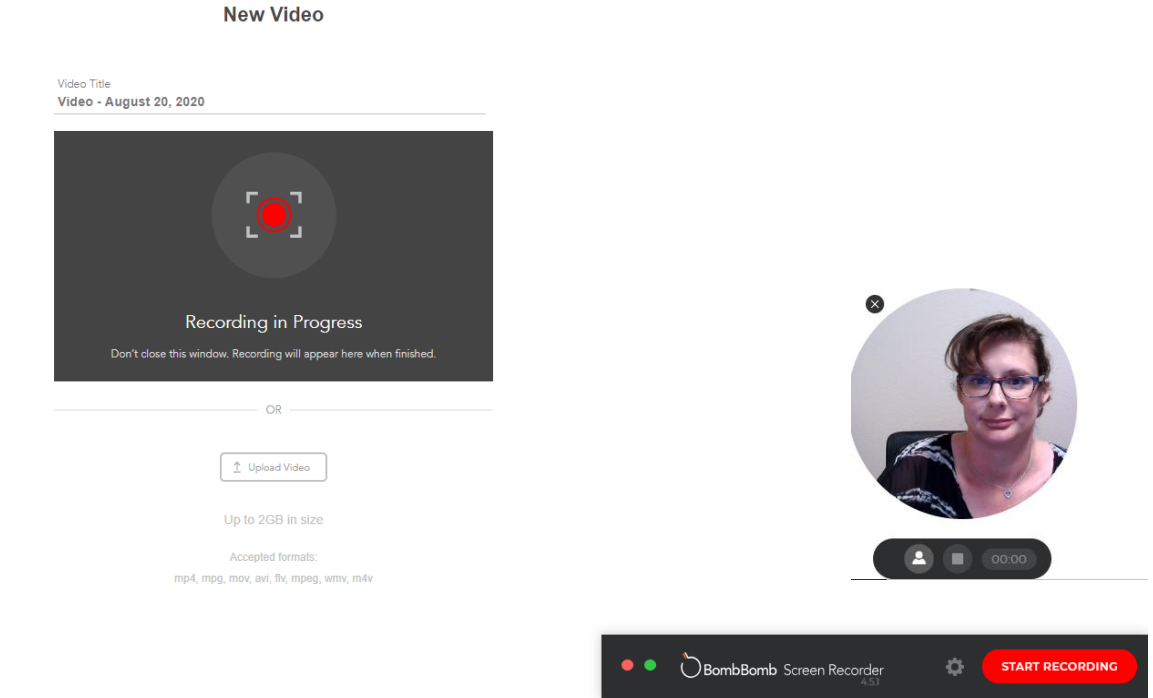 New Video
Video Title
Video - August 20, 2020
Recording in Progress
Don't close this window. Recording will appear here when finished.
OR
Upload Video
Up to 2GB in size
Accepted formats:
mp4, mpg, mov, avi, flv, mpeg, wmv, m4v
00:00
BombBomb Screen Recorder
4.5.1
START RECORDING